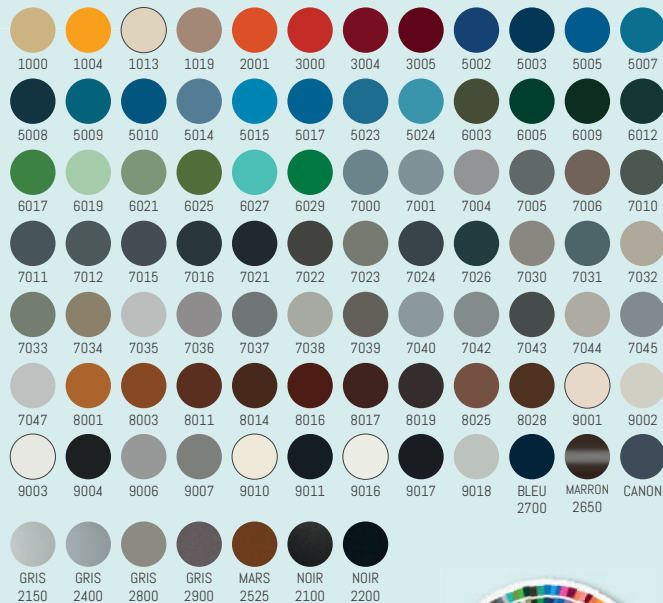 1000 1004 1013 1019 2001 3000 3004 3005 5002 5003 5005 5007
5008 5009 5010 5014 5015 5017 5023 5024 6003 6005 6009 6012
6017 6019 6021 6025 6027 6029 7000 7001 7004 7005 7006 7010
7011 7012 7015 7016 7021 7022 7023 7024 7026 7030 7031 7032
7033 7034 7035 7036 7037 7038 7039 7040 7042 7043 7044 7045
7047 8001 8003 8011 8014 8016 8017 8019 8025 8028 9001 9002
9003 9004 9006 9007 9010 9011 9016 9017 9018 BLEU MARRON CANON
2700 2650
GRIS GRIS GRIS GRIS MARS NOIR NOIR
2150 2400 2800 2900 2525 2100 2200